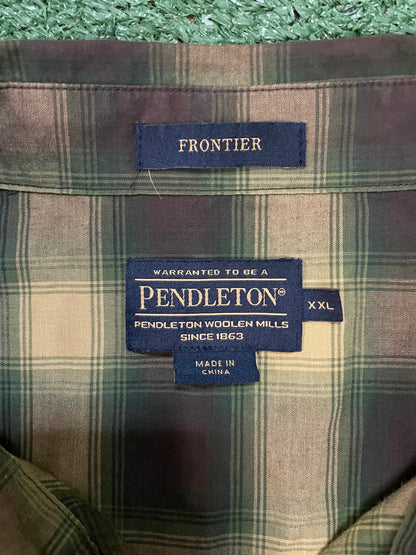 FRONTIER
WARRANTED TO BE A
PENDLETON®
PENDLETON WOOLEN MILLS
SINCE 1863
XXL
MADE IN
CHINA